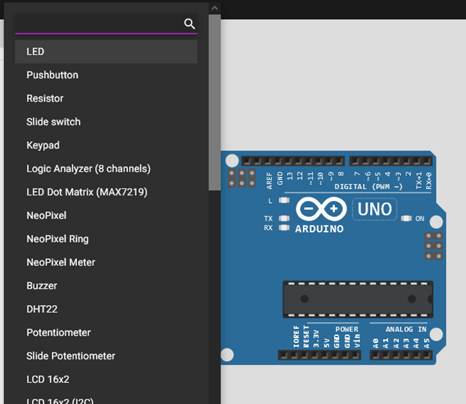 LED
Pushbutton
Resistor
Slide switch
Keypad
Logic Analyzer (8 channels)
LED Dot Matrix (MAX7219)
NeoPixel
NeoPixel Ring
NeoPixel Meter
Buzzer
DHT22
Potentiometer
Slide Potentiometer
LCD 16x2
LCD 16x2 (I2C)
AREF
GND
13
12
~11
~10
~9
8
7
~6
~5
4
~3
2
TX→1
RX←0
DIGITAL (PWM ~)
L
TX
RX
UNO
ON
ARDUINO
IOREF
RESET
3.3V
5V
GND
GND
Vin
POWER
ANALOG IN
A0
A1
A2
A3
A4
A5